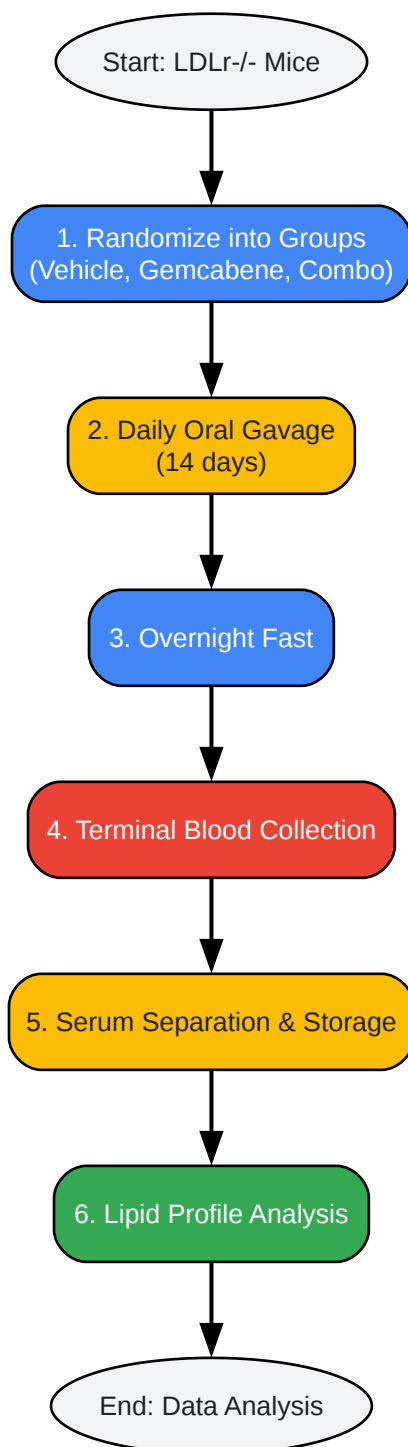 Start: LDLr-/- Mice
1. Randomize into Groups
(Vehicle, Gemcabene, Combo)
2. Daily Oral Gavage
(14 days)
3. Overnight Fast
4. Terminal Blood Collection
5. Serum Separation & Storage
6. Lipid Profile Analysis
End: Data Analysis